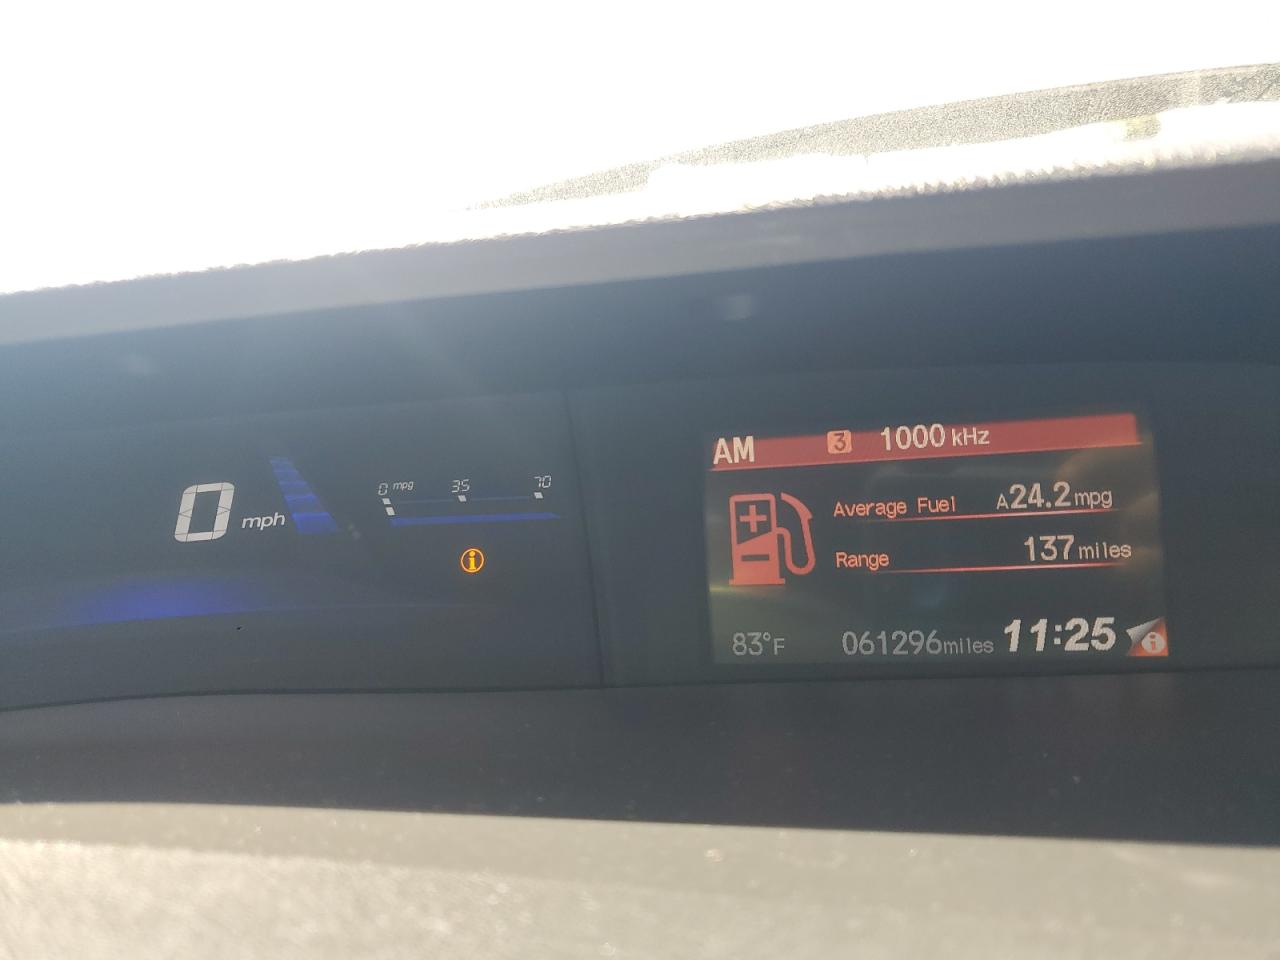 0 mph
0 mpg 35 70
i
AM 3 1000 kHz
Average Fuel A24.2mpg
Range 137miles
83°F 061296miles 11:25 i